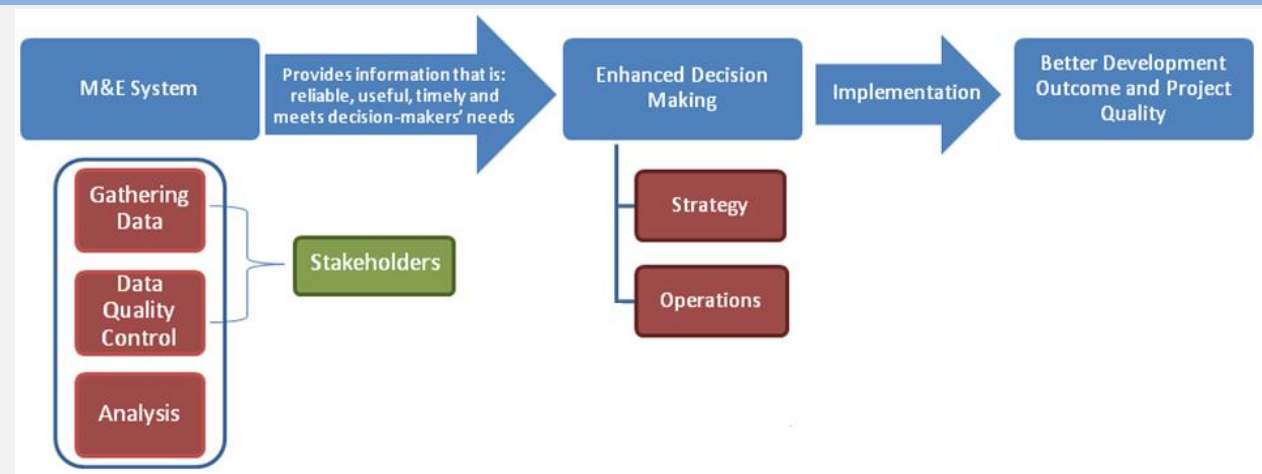 M&E System
Provides information that is:
reliable, useful, timely and
meets decision-makers' needs
Enhanced Decision
Making
Implementation
Better Development
Outcome and Project
Quality
Gathering
Data
Data
Quality
Control
Analysis
Stakeholders
Strategy
Operations